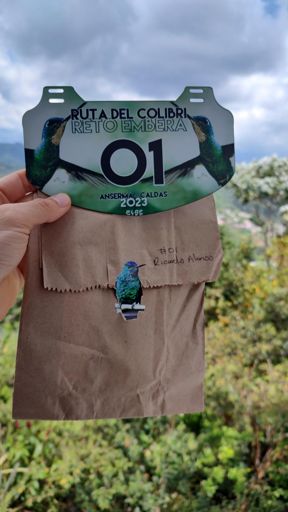 RUTA DEL COLIBRI
RETO EMBERA
01
ANSERMA, CALDAS
2023
#01
Ricardo Alonso